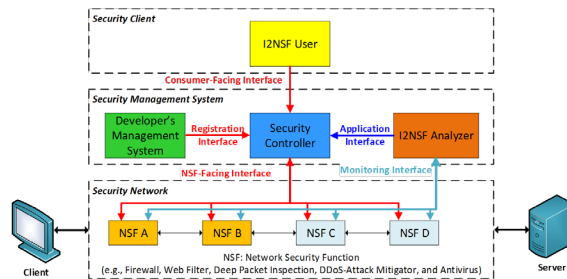 Security Client
I2NSF User
Consumer-Facing Interface
Security Management System
Developer's
Management
System
Registration
Interface
Security
Controller
Application
Interface
I2NSF Analyzer
NSF-Facing Interface
Monitoring Interface
Security Network
NSF A
NSF B
NSF C
NSF D
Client
Server
NSF: Network Security Function
(e.g., Firewall, Web Filter, Deep Packet Inspection, DDoS-Attack Mitigator, and Antivirus)